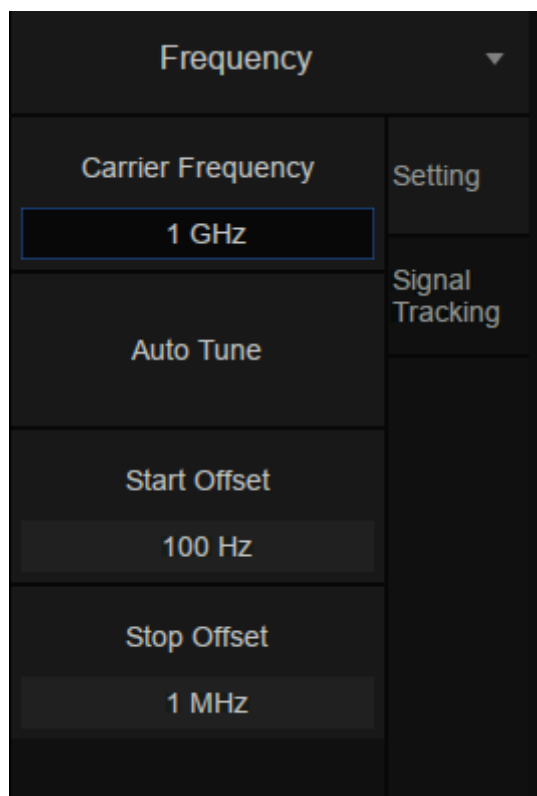 Frequency
Carrier Frequency
1 GHz
Auto Tune
Start Offset
100 Hz
Stop Offset
1 MHz
Setting
Signal
Tracking